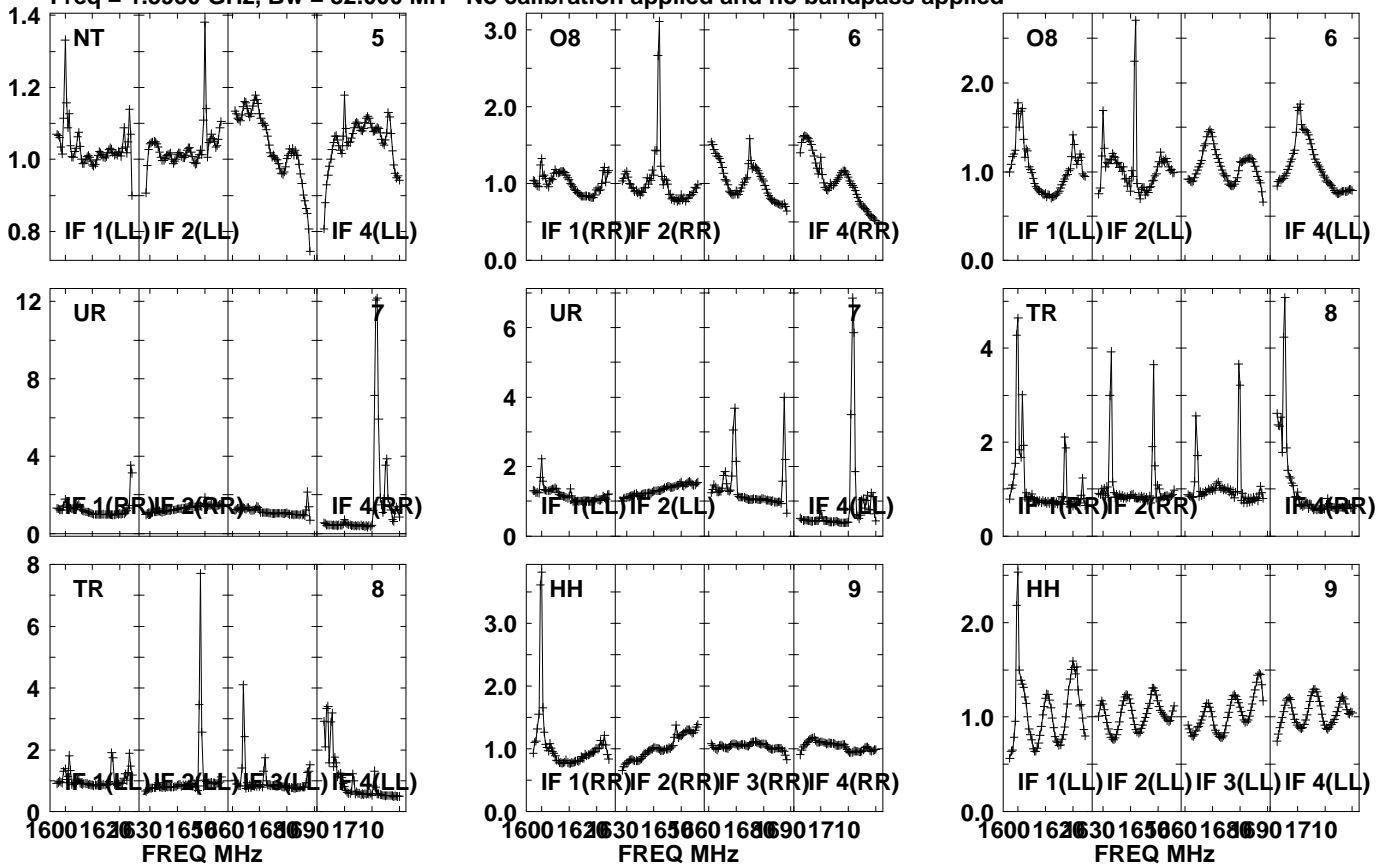 No calibration applied and no bandpass applied
1.4 NT 5
1.2
1.0
0.8 IF 1(LL) IF 2(LL) IF 4(LL)
3.0 O8 6
2.0
1.0
0.0 IF 1(RR) IF 2(RR) IF 4(RR)
O8 6
2.0
1.0
0.0 IF 1(LL) IF 2(LL) IF 4(LL)
12 UR 7
8
4
0 IF 1(RR) IF 2(RR) IF 4(RR)
UR 7
6
4
2
0 IF 1(LL) IF 2(LL) IF 4(LL)
TR 8
4
2
0 IF 1(RR) IF 2(RR) IF 4(RR)
8 TR 8
6
4
2
0 IF 1(LL) IF 2(LL) IF 3(LL) IF 4(LL)
1600 1620 1630 1650 1660 1680 1690 1710
FREQ MHz
HH 9
3.0
2.0
1.0
0.0 IF 1(RR) IF 2(RR) IF 3(RR) IF 4(RR)
1600 1620 1630 1650 1660 1680 1690 1710
FREQ MHz
HH 9
2.0
1.0
0.0 IF 1(LL) IF 2(LL) IF 3(LL) IF 4(LL)
1600 1620 1630 1650 1660 1680 1690 1710
FREQ MHz